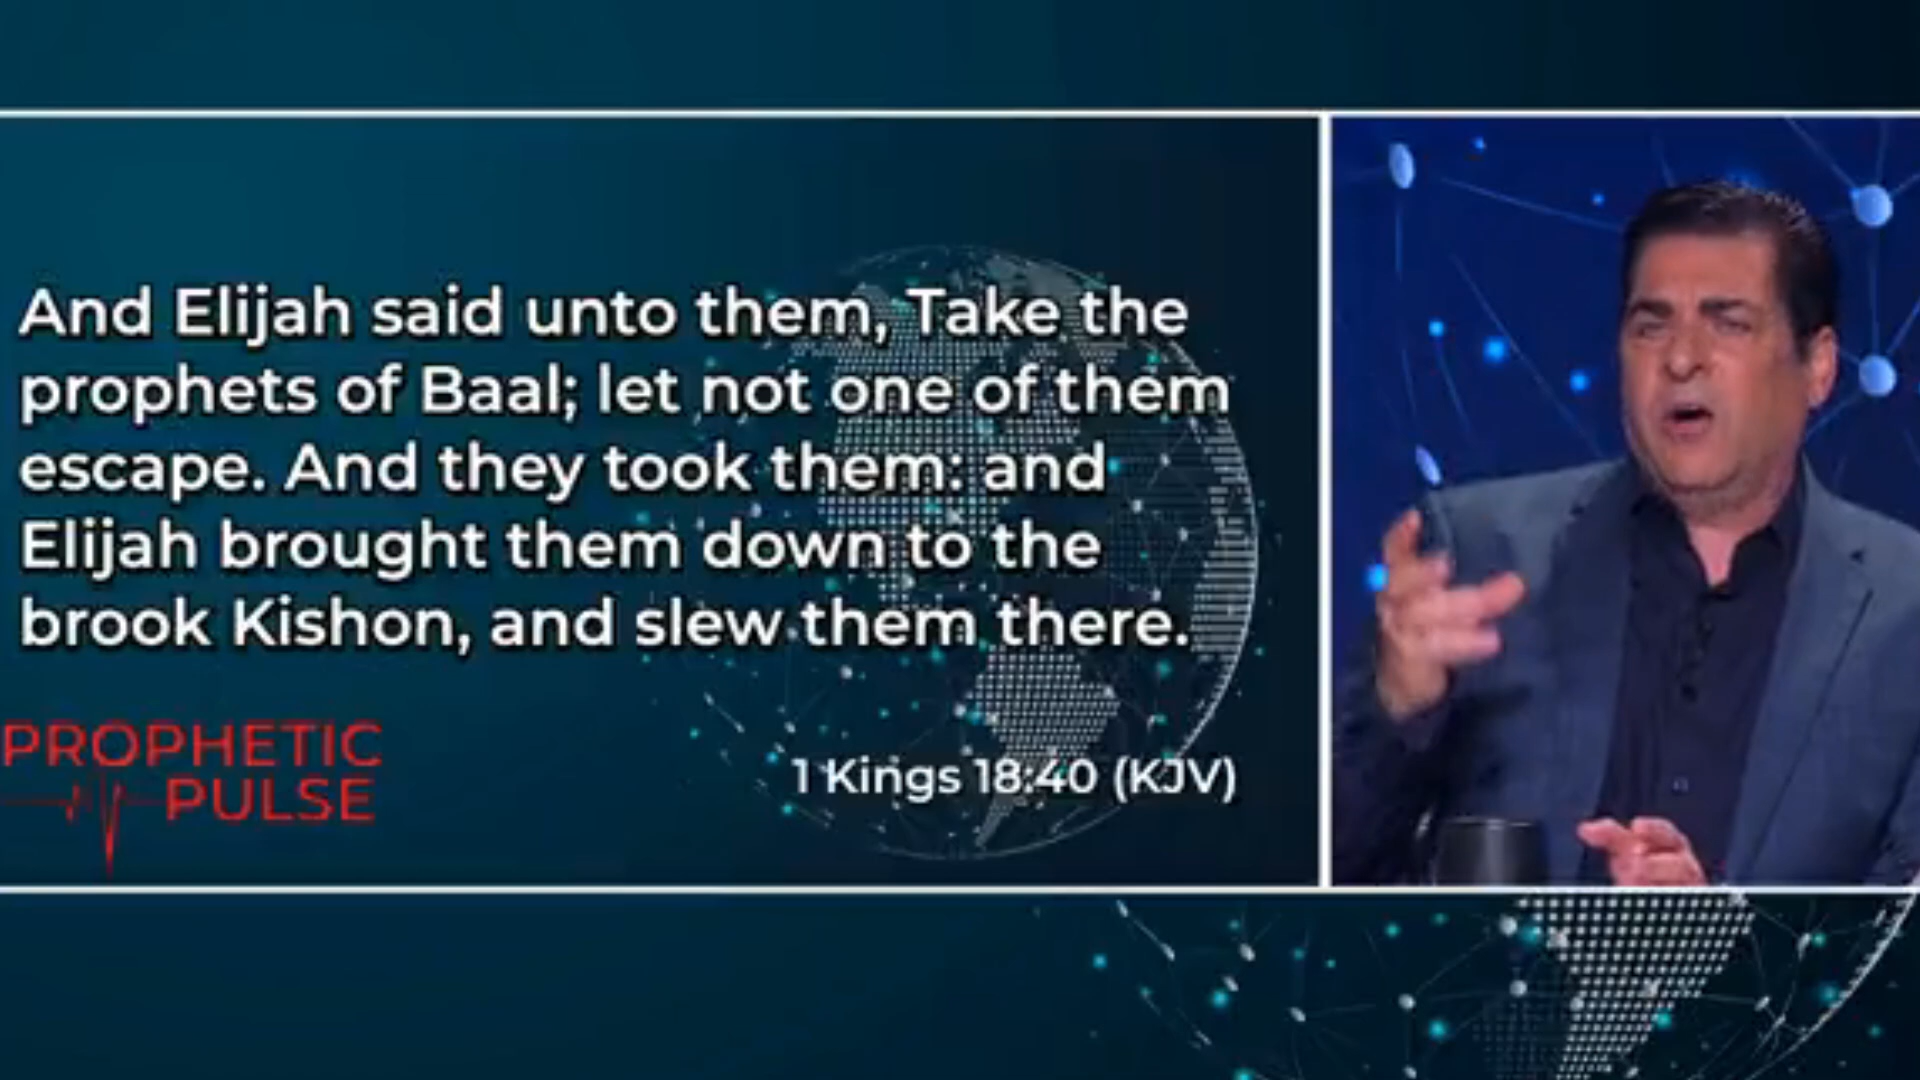 And Elijah said unto them, Take the
prophets of Baal; let not one of them
escape. And they took them: and
Elijah brought them down to the
brook Kishon, and slew them there.
PROPHETIC
PULSE
1 Kings 18:40 (KJV)